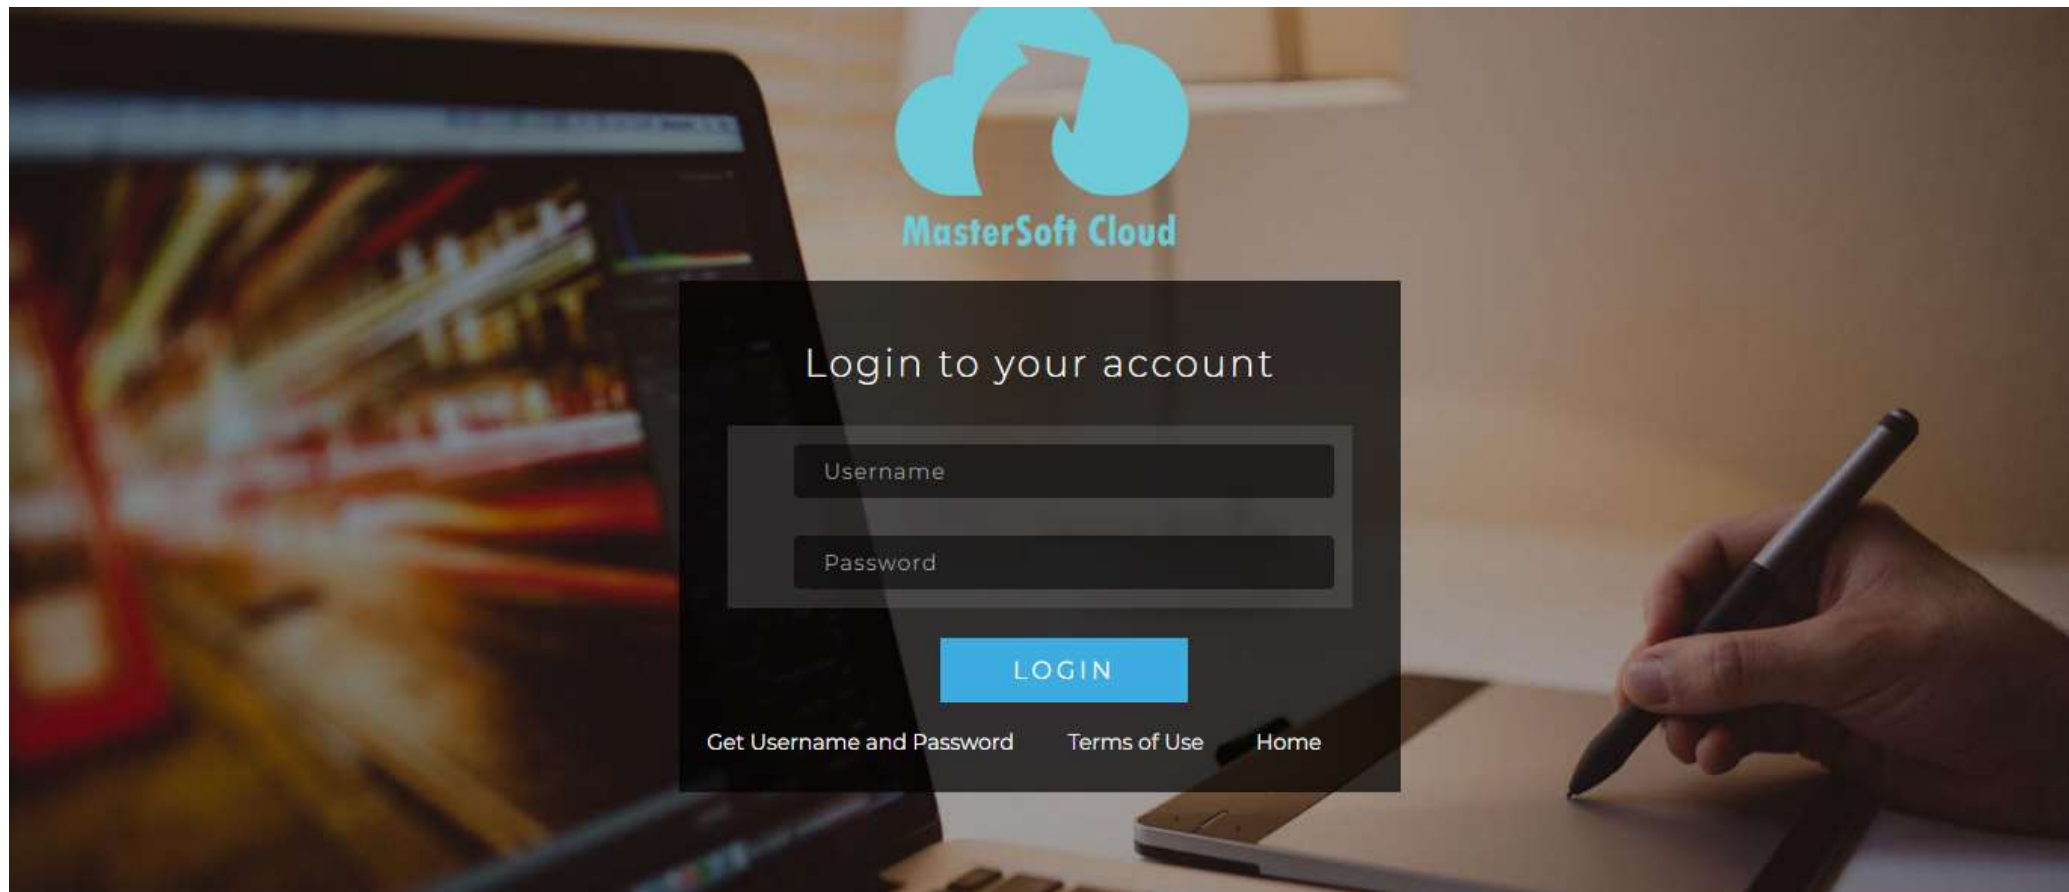 MasterSoft Cloud
Login to your account
Username
Password
LOGIN
Get Username and Password Terms of Use Home